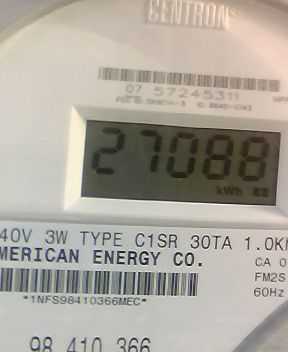 CENTRON®
07 57245311
27088
kWh
40V 3W TYPE C1SR 30TA 1.0K
MERICAN ENERGY CO.
CA 0
FM2S
*1NFS98410366MEC*
60Hz
98 410 366